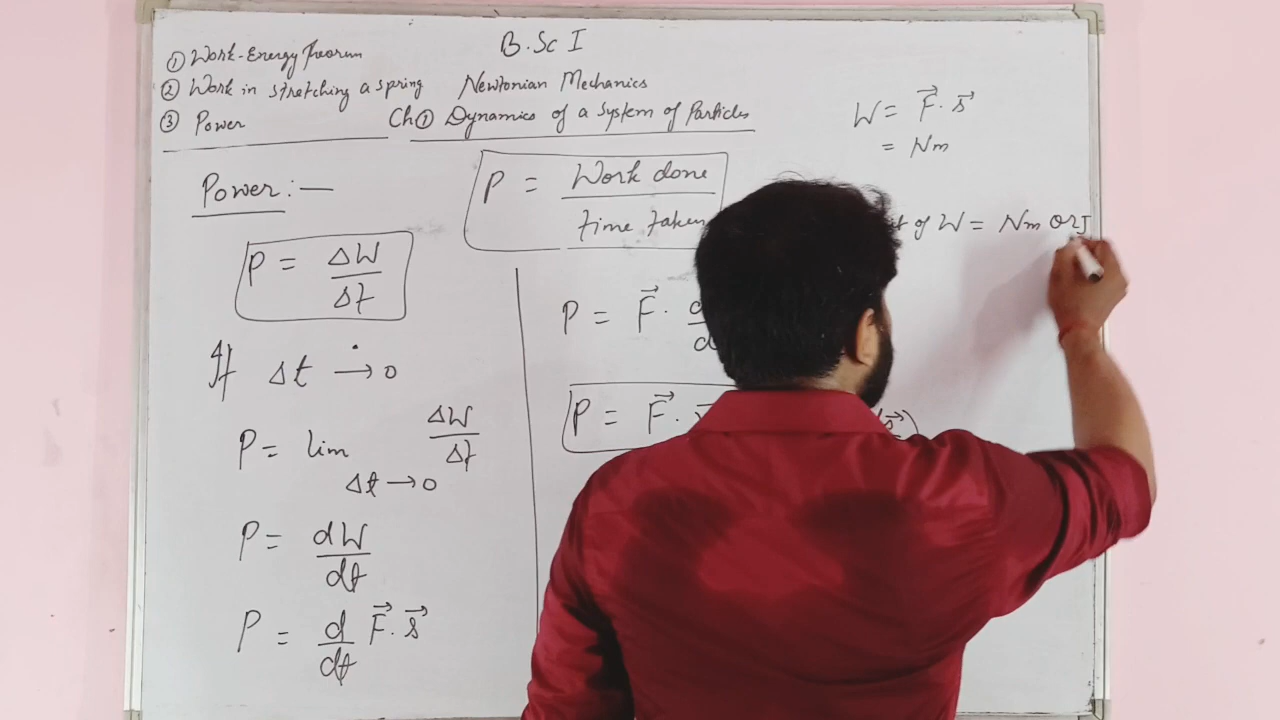 B.Sc I
① Work-Energy Theorem
② Work in stretching a spring
Newtonian Mechanics
③ Power
Ch① Dynamics of a System of Particles
Power :—
P = ΔW/Δt
If Δt → 0
P = lim ΔW/Δt
Δt → 0
P = dW/dt
P = d/dt F⃗ . s⃗
P = Work done / time taken
P = F⃗ .
P = F⃗ .
W = F⃗ . s⃗
= Nm
of W = Nm or J